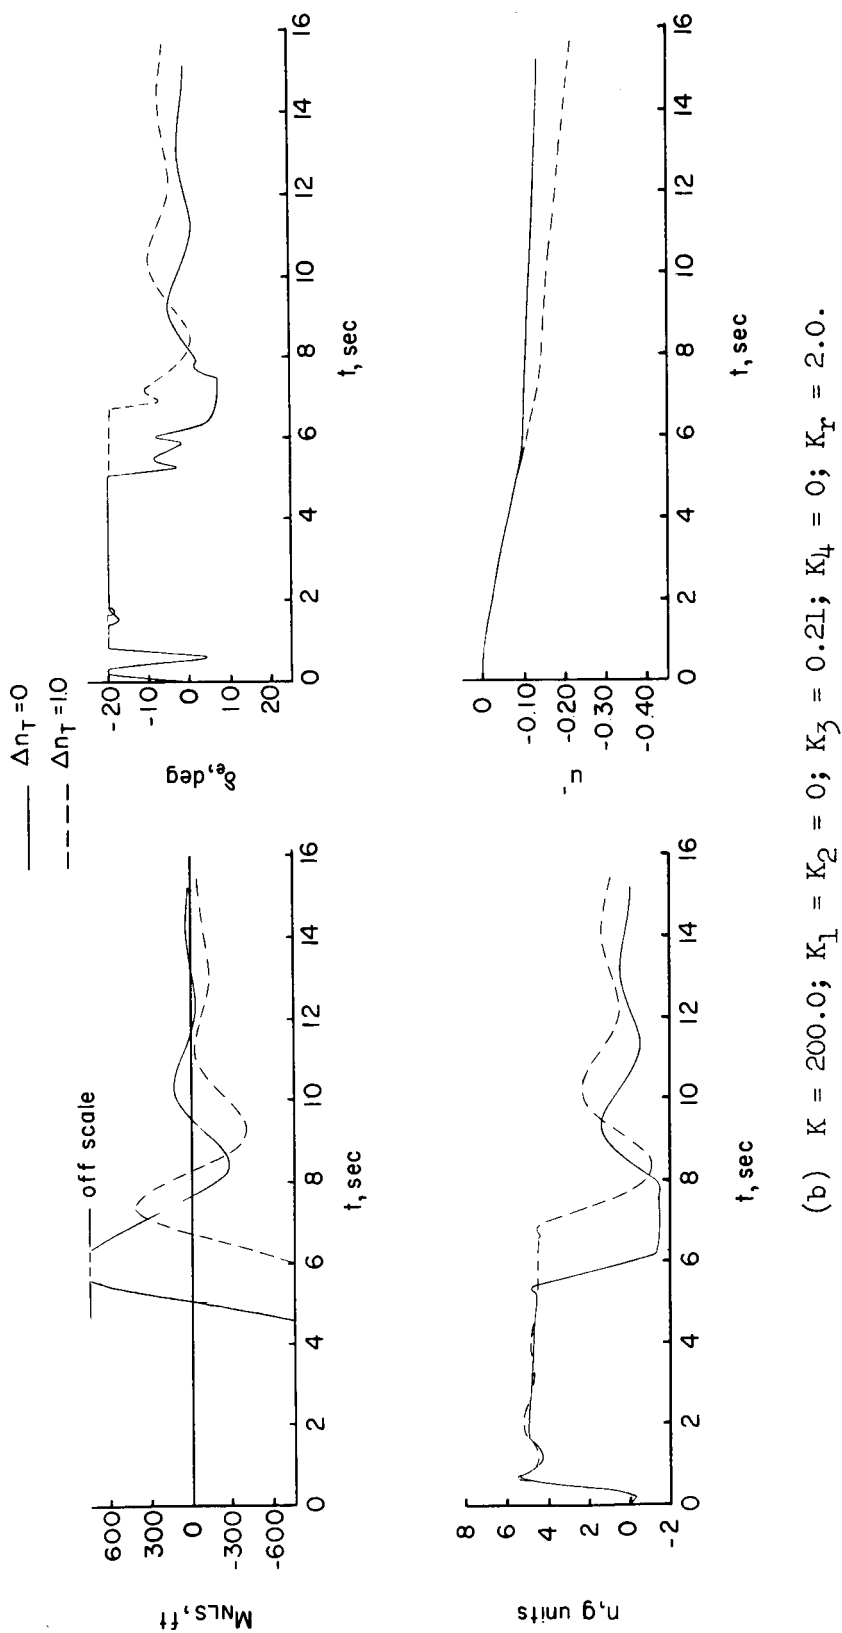 Δn_T = 0
Δn_T = 1.0
600
300
0
-300
-600
M_NLS, ft
off scale
0 2 4 6 8 10 12 14 16
t, sec
-20
-10
0
10
20
δ_e, deg
0 2 4 6 8 10 12 14 16
t, sec
8
6
4
2
0
-2
n, g units
0 2 4 6 8 10 12 14 16
t, sec
0
-0.10
-0.20
-0.30
-0.40
u'
0 2 4 6 8 10 12 14 16
t, sec
(b) K = 200.0; K_1 = K_2 = 0; K_3 = 0.21; K_4 = 0; K_r = 2.0.